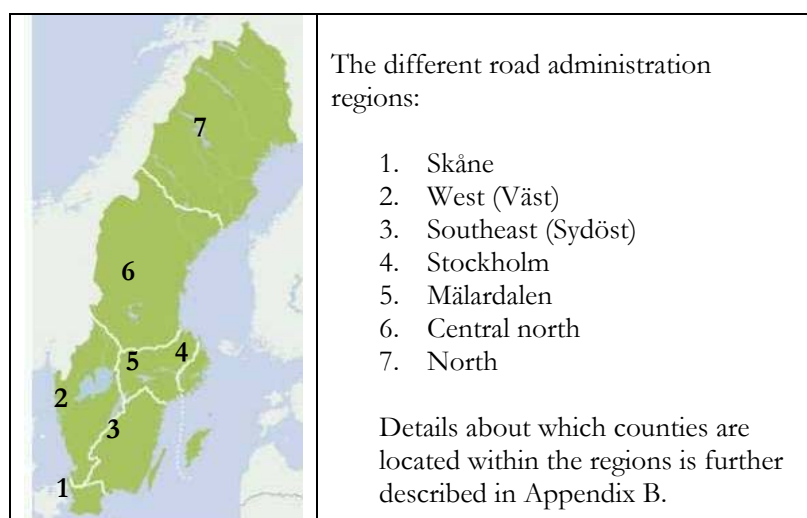 7
6
5
4
2
3
1
The different road administration
regions:
1. Skåne
2. West (Väst)
3. Southeast (Sydöst)
4. Stockholm
5. Mälardalen
6. Central north
7. North
Details about which counties are
located within the regions is further
described in Appendix B.